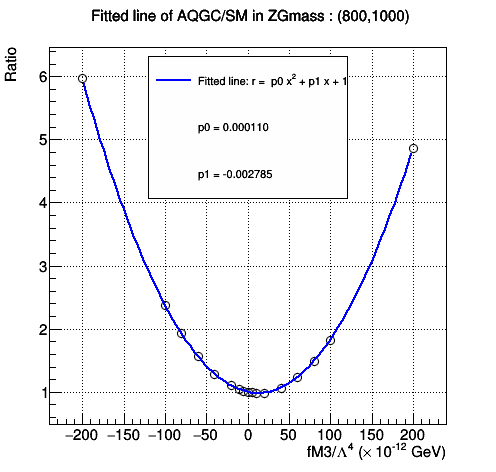 Fitted line of AQGC/SM in ZGmass : (800,1000)
Ratio
Fitted line: r = p0 x² + p1 x + 1
p0 = 0.000110
p1 = -0.002785
6
5
4
3
2
1
−200 −150 −100 −50 0 50 100 150 200
fM3/Λ⁴ (× 10⁻¹² GeV)